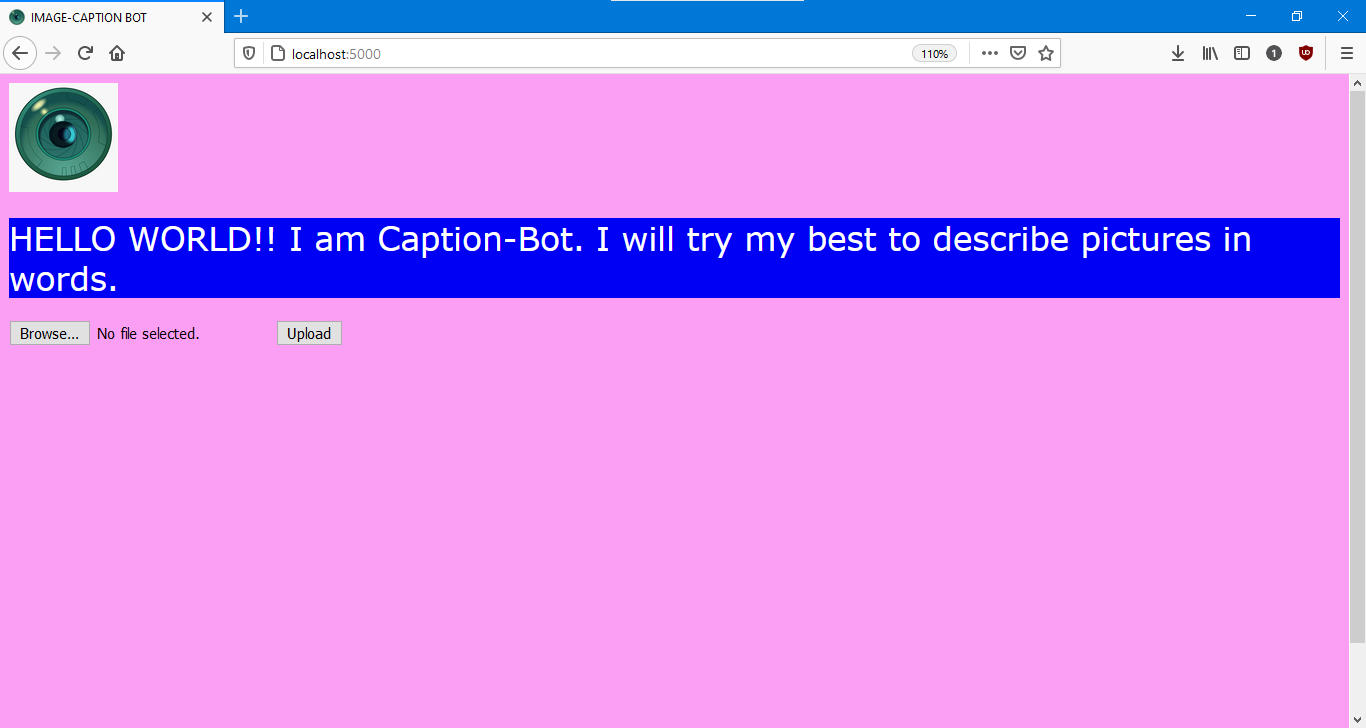 IMAGE-CAPTION BOT
localhost:5000
110%
1
HELLO WORLD!! I am Caption-Bot. I will try my best to describe pictures in
words.
Browse... No file selected. Upload